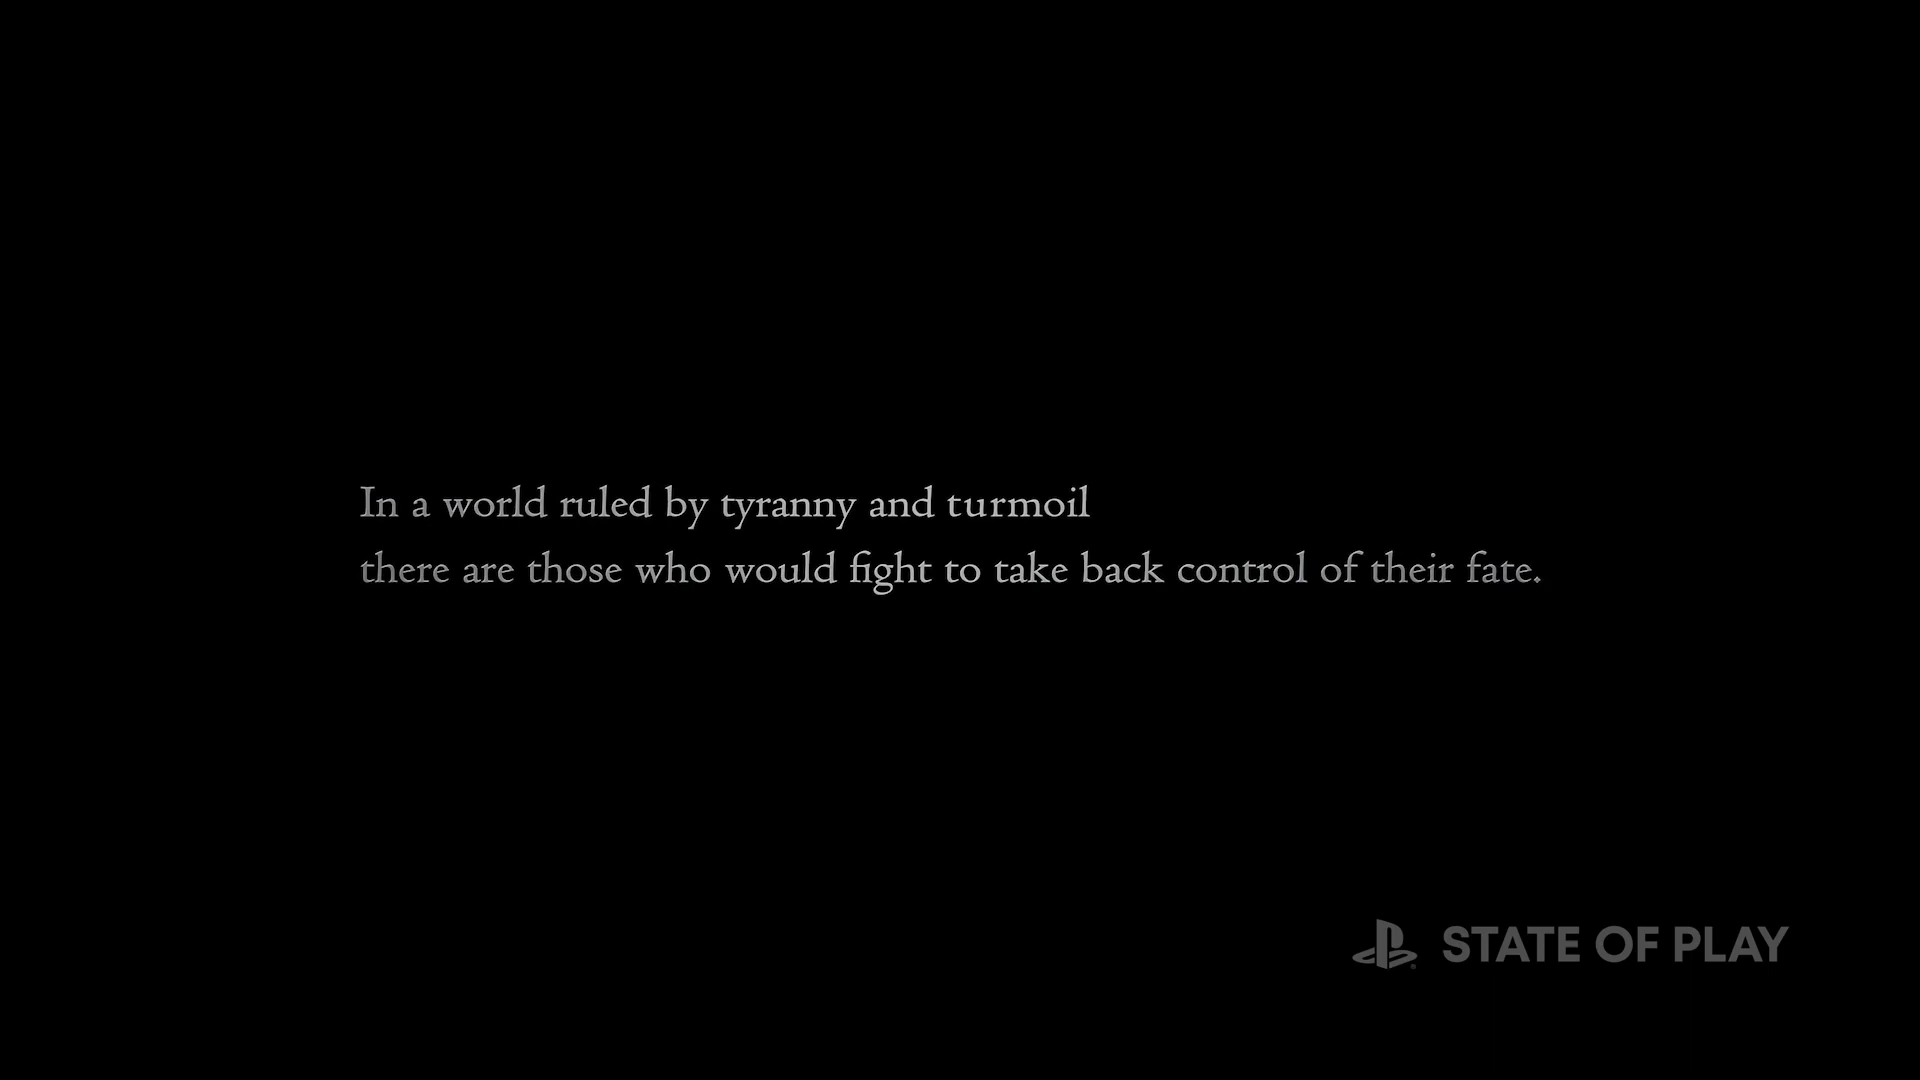 In a world ruled by tyranny and turmoil
there are those who would fight to take back control of their fate.
STATE OF PLAY